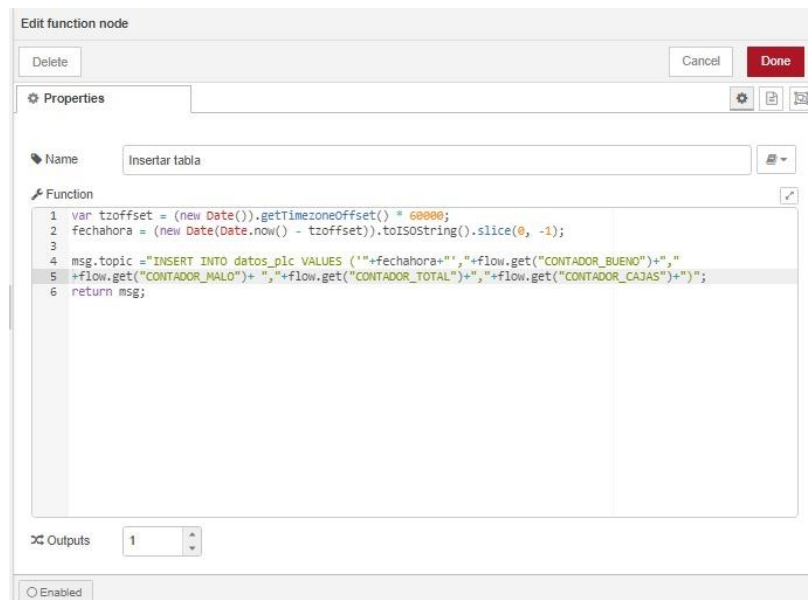 Edit function node
Delete
Cancel
Done
Properties
Name
Insertar tabla
Function
1 var tzoffset = (new Date()).getTimezoneOffset() * 60000;
2 fechahora = (new Date(Date.now() - tzoffset)).toISOString().slice(0, -1);
3
4 msg.topic ="INSERT INTO datos_plc VALUES ('"+fechahora+"',"+flow.get("CONTADOR_BUENO")+","
5 +flow.get("CONTADOR_MALO")+ ","+flow.get("CONTADOR_TOTAL")+","+flow.get("CONTADOR_CAJAS")+")";
6 return msg;
Outputs
1
Enabled